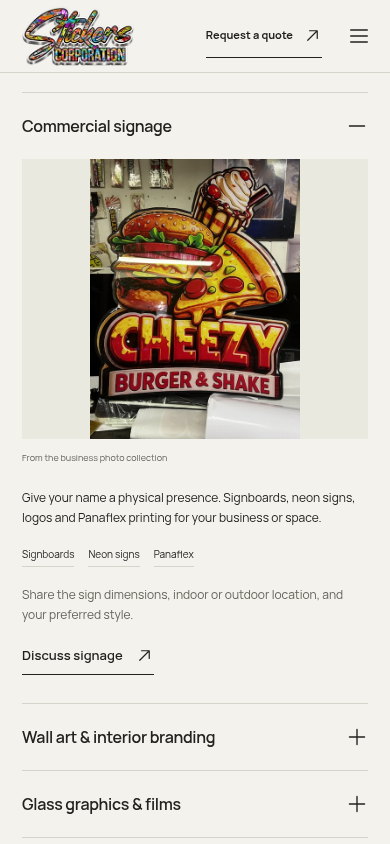 Stickers
CORPORATION
Request a quote
Commercial signage
CHEEZY
BURGER & SHAKE
From the business photo collection
Give your name a physical presence. Signboards, neon signs,
logos and Panaflex printing for your business or space.
Signboards Neon signs Panaflex
Share the sign dimensions, indoor or outdoor location, and
your preferred style.
Discuss signage
Wall art & interior branding
Glass graphics & films